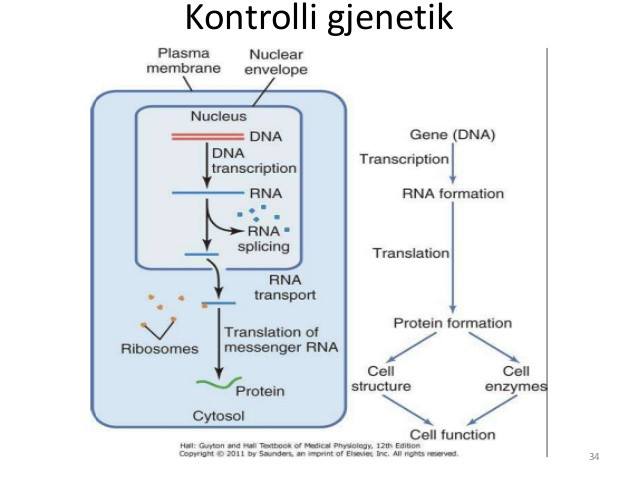 Kontrolli gjenetik
Plasma
membrane
Nuclear
envelope
Nucleus
DNA
DNA
transcription
RNA
RNA
splicing
RNA
transport
Ribosomes
Translation of
messenger RNA
Protein
Cytosol
Gene (DNA)
Transcription
RNA formation
Translation
Protein formation
Cell
structure
Cell
enzymes
Cell function
Hall: Guyton and Hall Textbook of Medical Physiology, 12th Edition
Copyright © 2011 by Saunders, an imprint of Elsevier, Inc. All rights reserved.
34